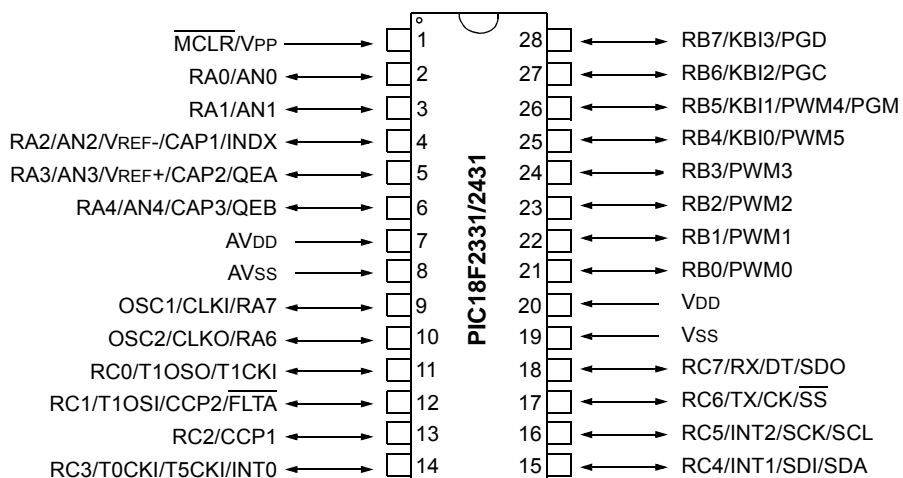 M̅C̅L̅R̅/VPP 1 28 RB7/KBI3/PGD
RA0/AN0 2 27 RB6/KBI2/PGC
RA1/AN1 3 26 RB5/KBI1/PWM4/PGM
RA2/AN2/VREF-/CAP1/INDX 4 25 RB4/KBI0/PWM5
RA3/AN3/VREF+/CAP2/QEA 5 24 RB3/PWM3
RA4/AN4/CAP3/QEB 6 23 RB2/PWM2
AVDD 7 22 RB1/PWM1
AVSS 8 21 RB0/PWM0
OSC1/CLKI/RA7 9 20 VDD
OSC2/CLKO/RA6 10 19 VSS
RC0/T1OSO/T1CKI 11 18 RC7/RX/DT/SDO
RC1/T1OSI/CCP2/F̅L̅T̅A̅ 12 17 RC6/TX/CK/S̅S̅
RC2/CCP1 13 16 RC5/INT2/SCK/SCL
RC3/T0CKI/T5CKI/INT0 14 15 RC4/INT1/SDI/SDA
PIC18F2331/2431